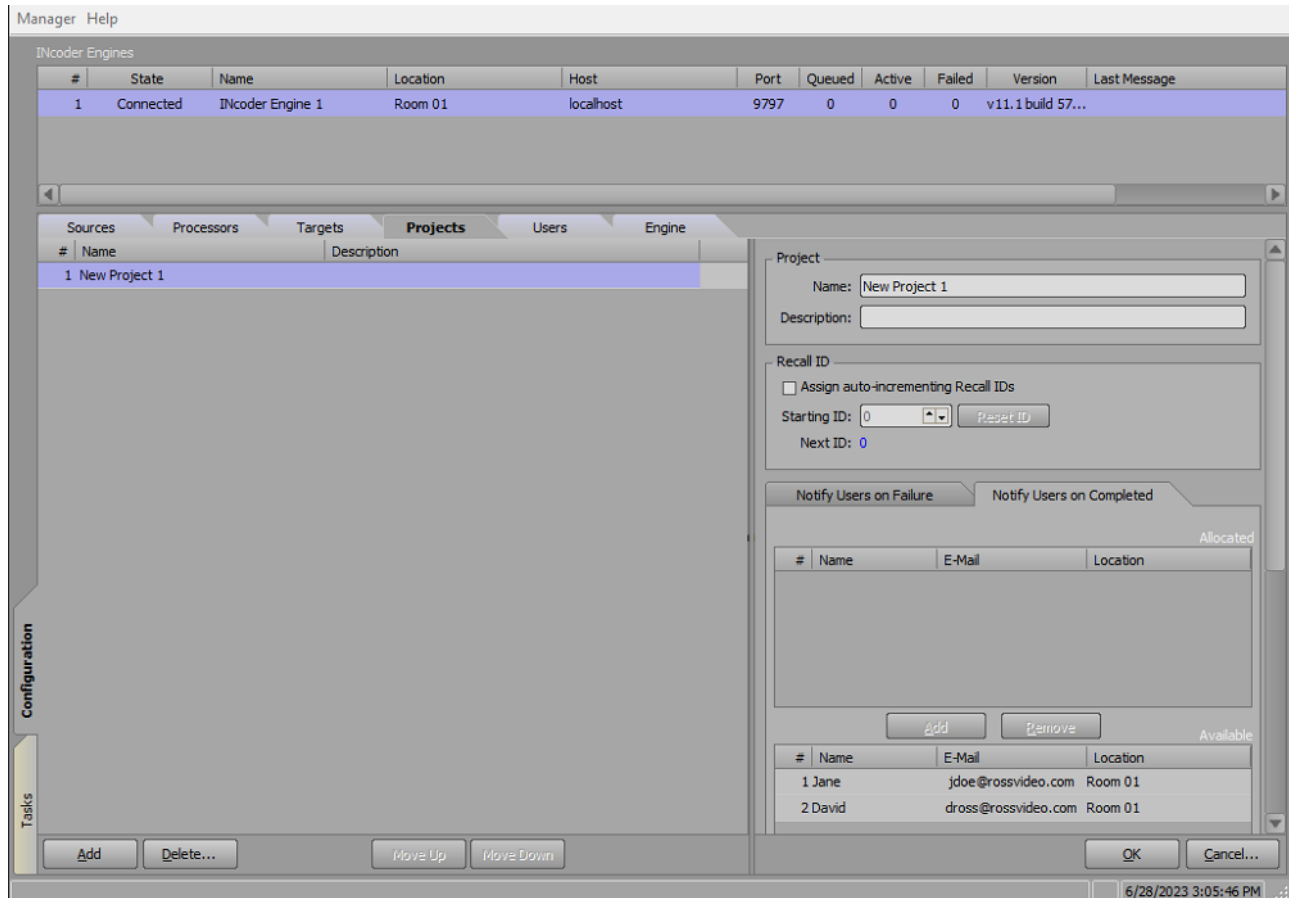 Manager Help
INcoder Engines
# State Name Location Host Port Queued Active Failed Version Last Message
1 Connected INcoder Engine 1 Room 01 localhost 9797 0 0 0 v11.1 build 57...
Sources Processors Targets Projects Users Engine
# Name Description
1 New Project 1
Project
Name: New Project 1
Description:
Recall ID
Assign auto-incrementing Recall IDs
Starting ID: 0 Reset ID
Next ID: 0
Notify Users on Failure Notify Users on Completed
Allocated
# Name E-Mail Location
Add Remove
Available
# Name E-Mail Location
1 Jane jdoe@rossvideo.com Room 01
2 David dross@rossvideo.com Room 01
Configuration
Tasks
Add Delete... Move Up Move Down OK Cancel...
6/28/2023 3:05:46 PM